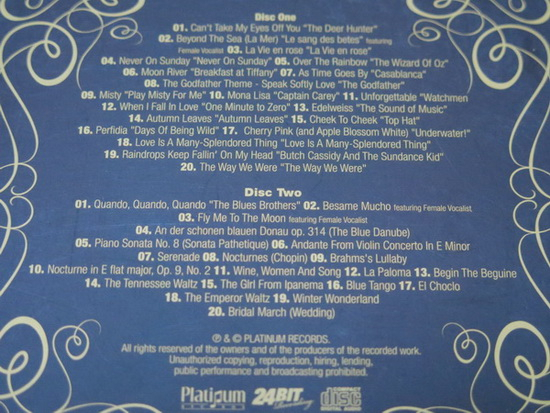 Disc One
01. Can't Take My Eyes Off You "The Deer Hunter"
02. Beyond The Sea (La Mer) "Le sang des betes" featuring
Female Vocalist 03. La Vie en rose "La Vie en rose"
04. Never On Sunday "Never On Sunday" 05. Over The Rainbow "The Wizard Of Oz"
06. Moon River "Breakfast at Tiffany" 07. As Time Goes By "Casablanca"
08. The Godfather Theme - Speak Softly Love "The Godfather"
09. Misty "Play Misty For Me" 10. Mona Lisa "Captain Carey" 11. Unforgettable "Watchmen
12. When I Fall In Love "One Minute to Zero" 13. Edelweiss "The Sound of Music"
14. Autumn Leaves "Autumn Leaves" 15. Cheek To Cheek "Top Hat"
16. Perfidia "Days Of Being Wild" 17. Cherry Pink (and Apple Blossom White) "Underwater!"
18. Love Is A Many-Splendored Thing "Love Is A Many-Splendored Thing"
19. Raindrops Keep Fallin' On My Head "Butch Cassidy And The Sundance Kid"
20. The Way We Were "The Way We Were"
Disc Two
01. Quando, Quando, Quando "The Blues Brothers" 02. Besame Mucho featuring Female Vocalist
03. Fly Me To The Moon featuring Female Vocalist
04. An der schonen blauen Donau op. 314 (The Blue Danube)
05. Piano Sonata No. 8 (Sonata Pathetique) 06. Andante From Violin Concerto In E Minor
07. Serenade 08. Nocturnes (Chopin) 09. Brahms's Lullaby
10. Nocturne in E flat major, Op. 9, No. 2 11. Wine, Women And Song 12. La Paloma 13. Begin The Beguine
14. The Tennessee Waltz 15. The Girl From Ipanema 16. Blue Tango 17. El Choclo
18. The Emperor Waltz 19. Winter Wonderland
20. Bridal March (Wedding)
℗ & © PLATINUM RECORDS.
All rights reserved of the owners and of the producers of the recorded work.
Unauthorized copying, reproduction, hiring, lending,
public performance and broadcasting prohibited.
Platinum RECORDS 24BIT Mastering COMPACT disc DIGITAL AUDIO